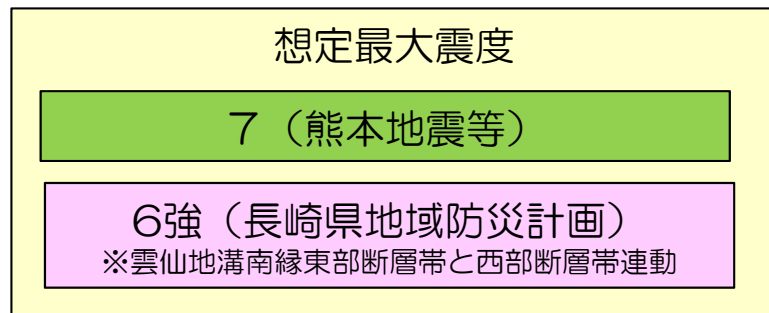 想定最大震度
７（熊本地震等）
６強（長崎県地域防災計画）
※雲仙地溝南縁東部断層帯と西部断層帯連動